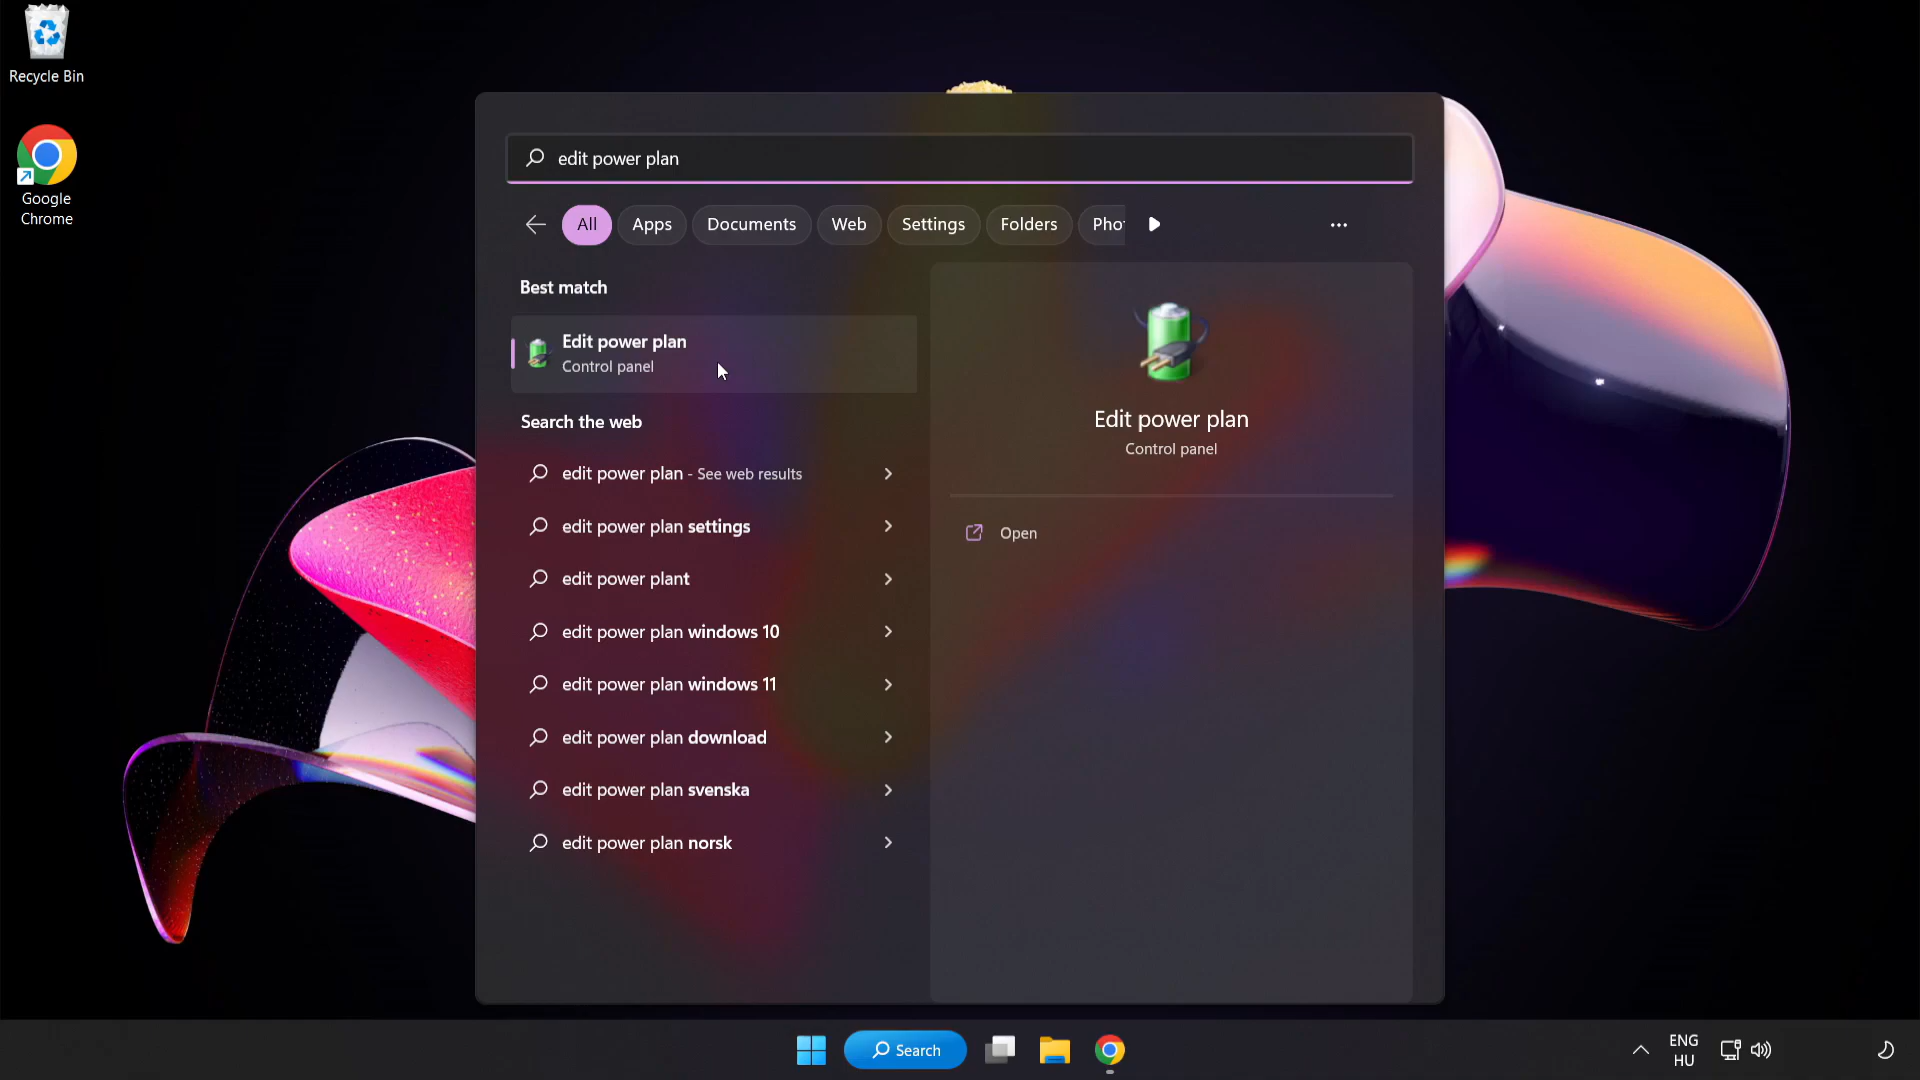 Recycle Bin
Google
Chrome
edit power plan
All
Apps
Documents
Web
Settings
Folders
Pho
Best match
Edit power plan
Control panel
Search the web
edit power plan - See web results
edit power plan settings
edit power plant
edit power plan windows 10
edit power plan windows 11
edit power plan download
edit power plan svenska
edit power plan norsk
Edit power plan
Control panel
Open
Search
ENG
HU